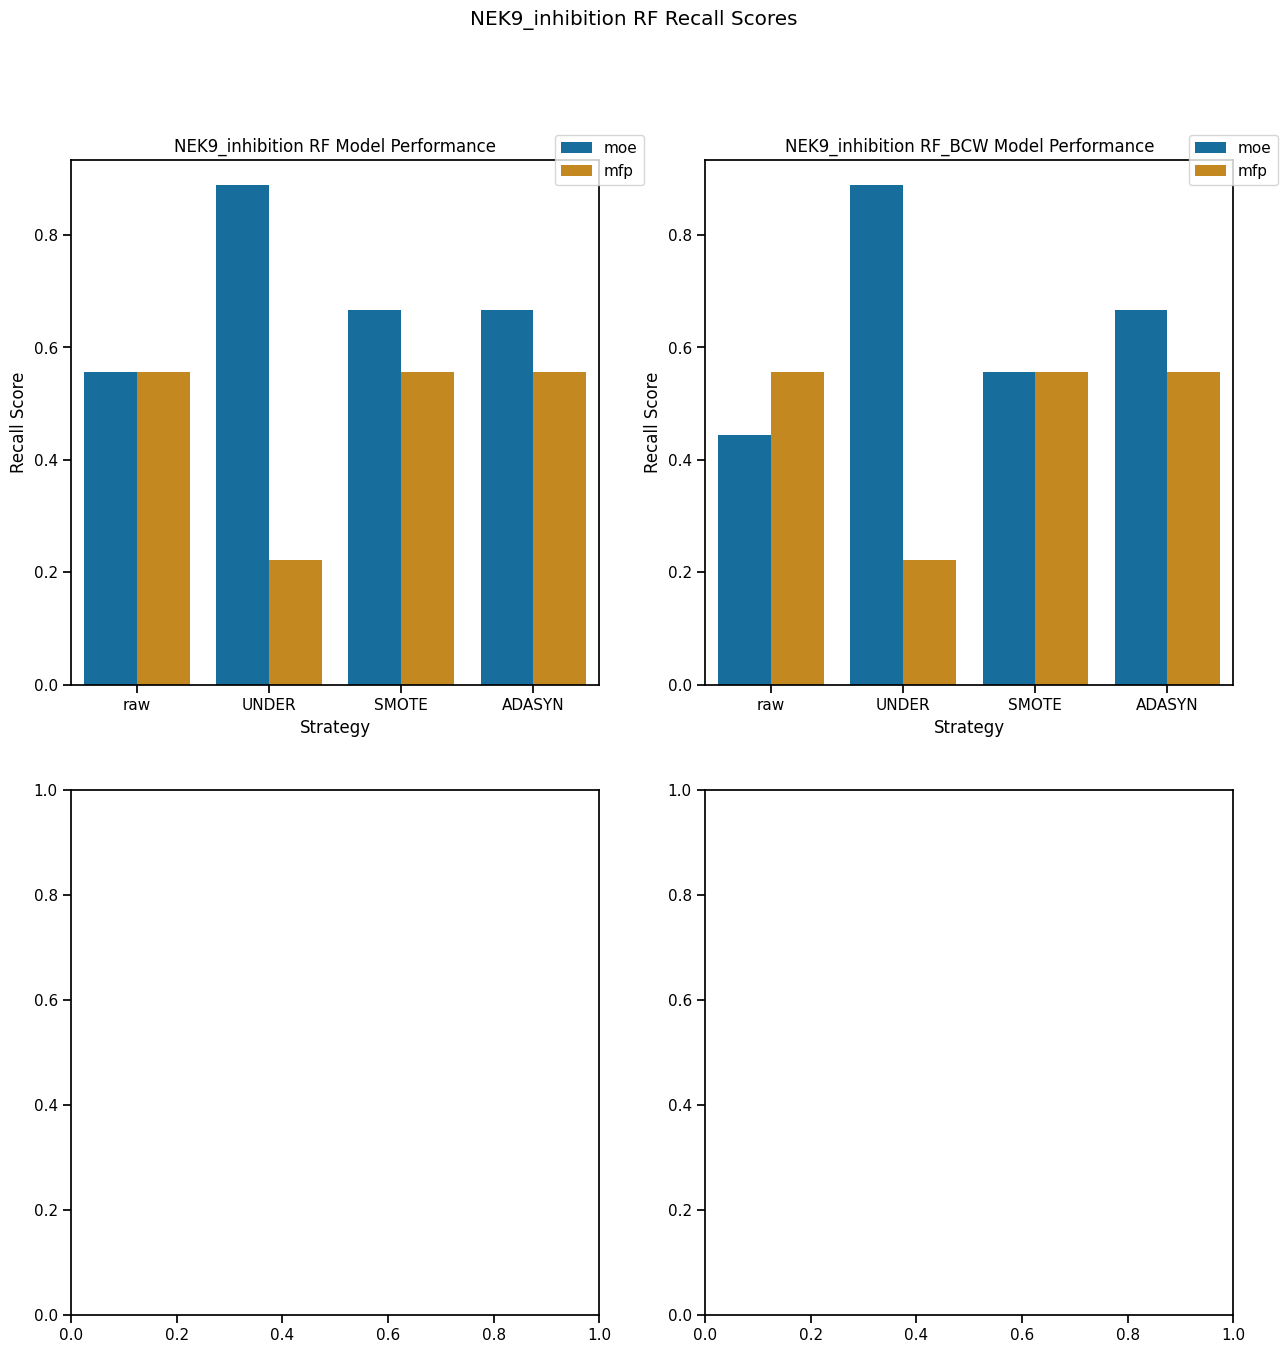 NEK9_inhibition RF Recall Scores
NEK9_inhibition RF Model Performance
moe
mfp
0.8
0.6
0.4
0.2
0.0
Recall Score
raw UNDER SMOTE ADASYN
Strategy
NEK9_inhibition RF_BCW Model Performance
moe
mfp
0.8
0.6
0.4
0.2
0.0
Recall Score
raw UNDER SMOTE ADASYN
Strategy
1.0
0.8
0.6
0.4
0.2
0.0
0.0 0.2 0.4 0.6 0.8 1.0
1.0
0.8
0.6
0.4
0.2
0.0
0.0 0.2 0.4 0.6 0.8 1.0